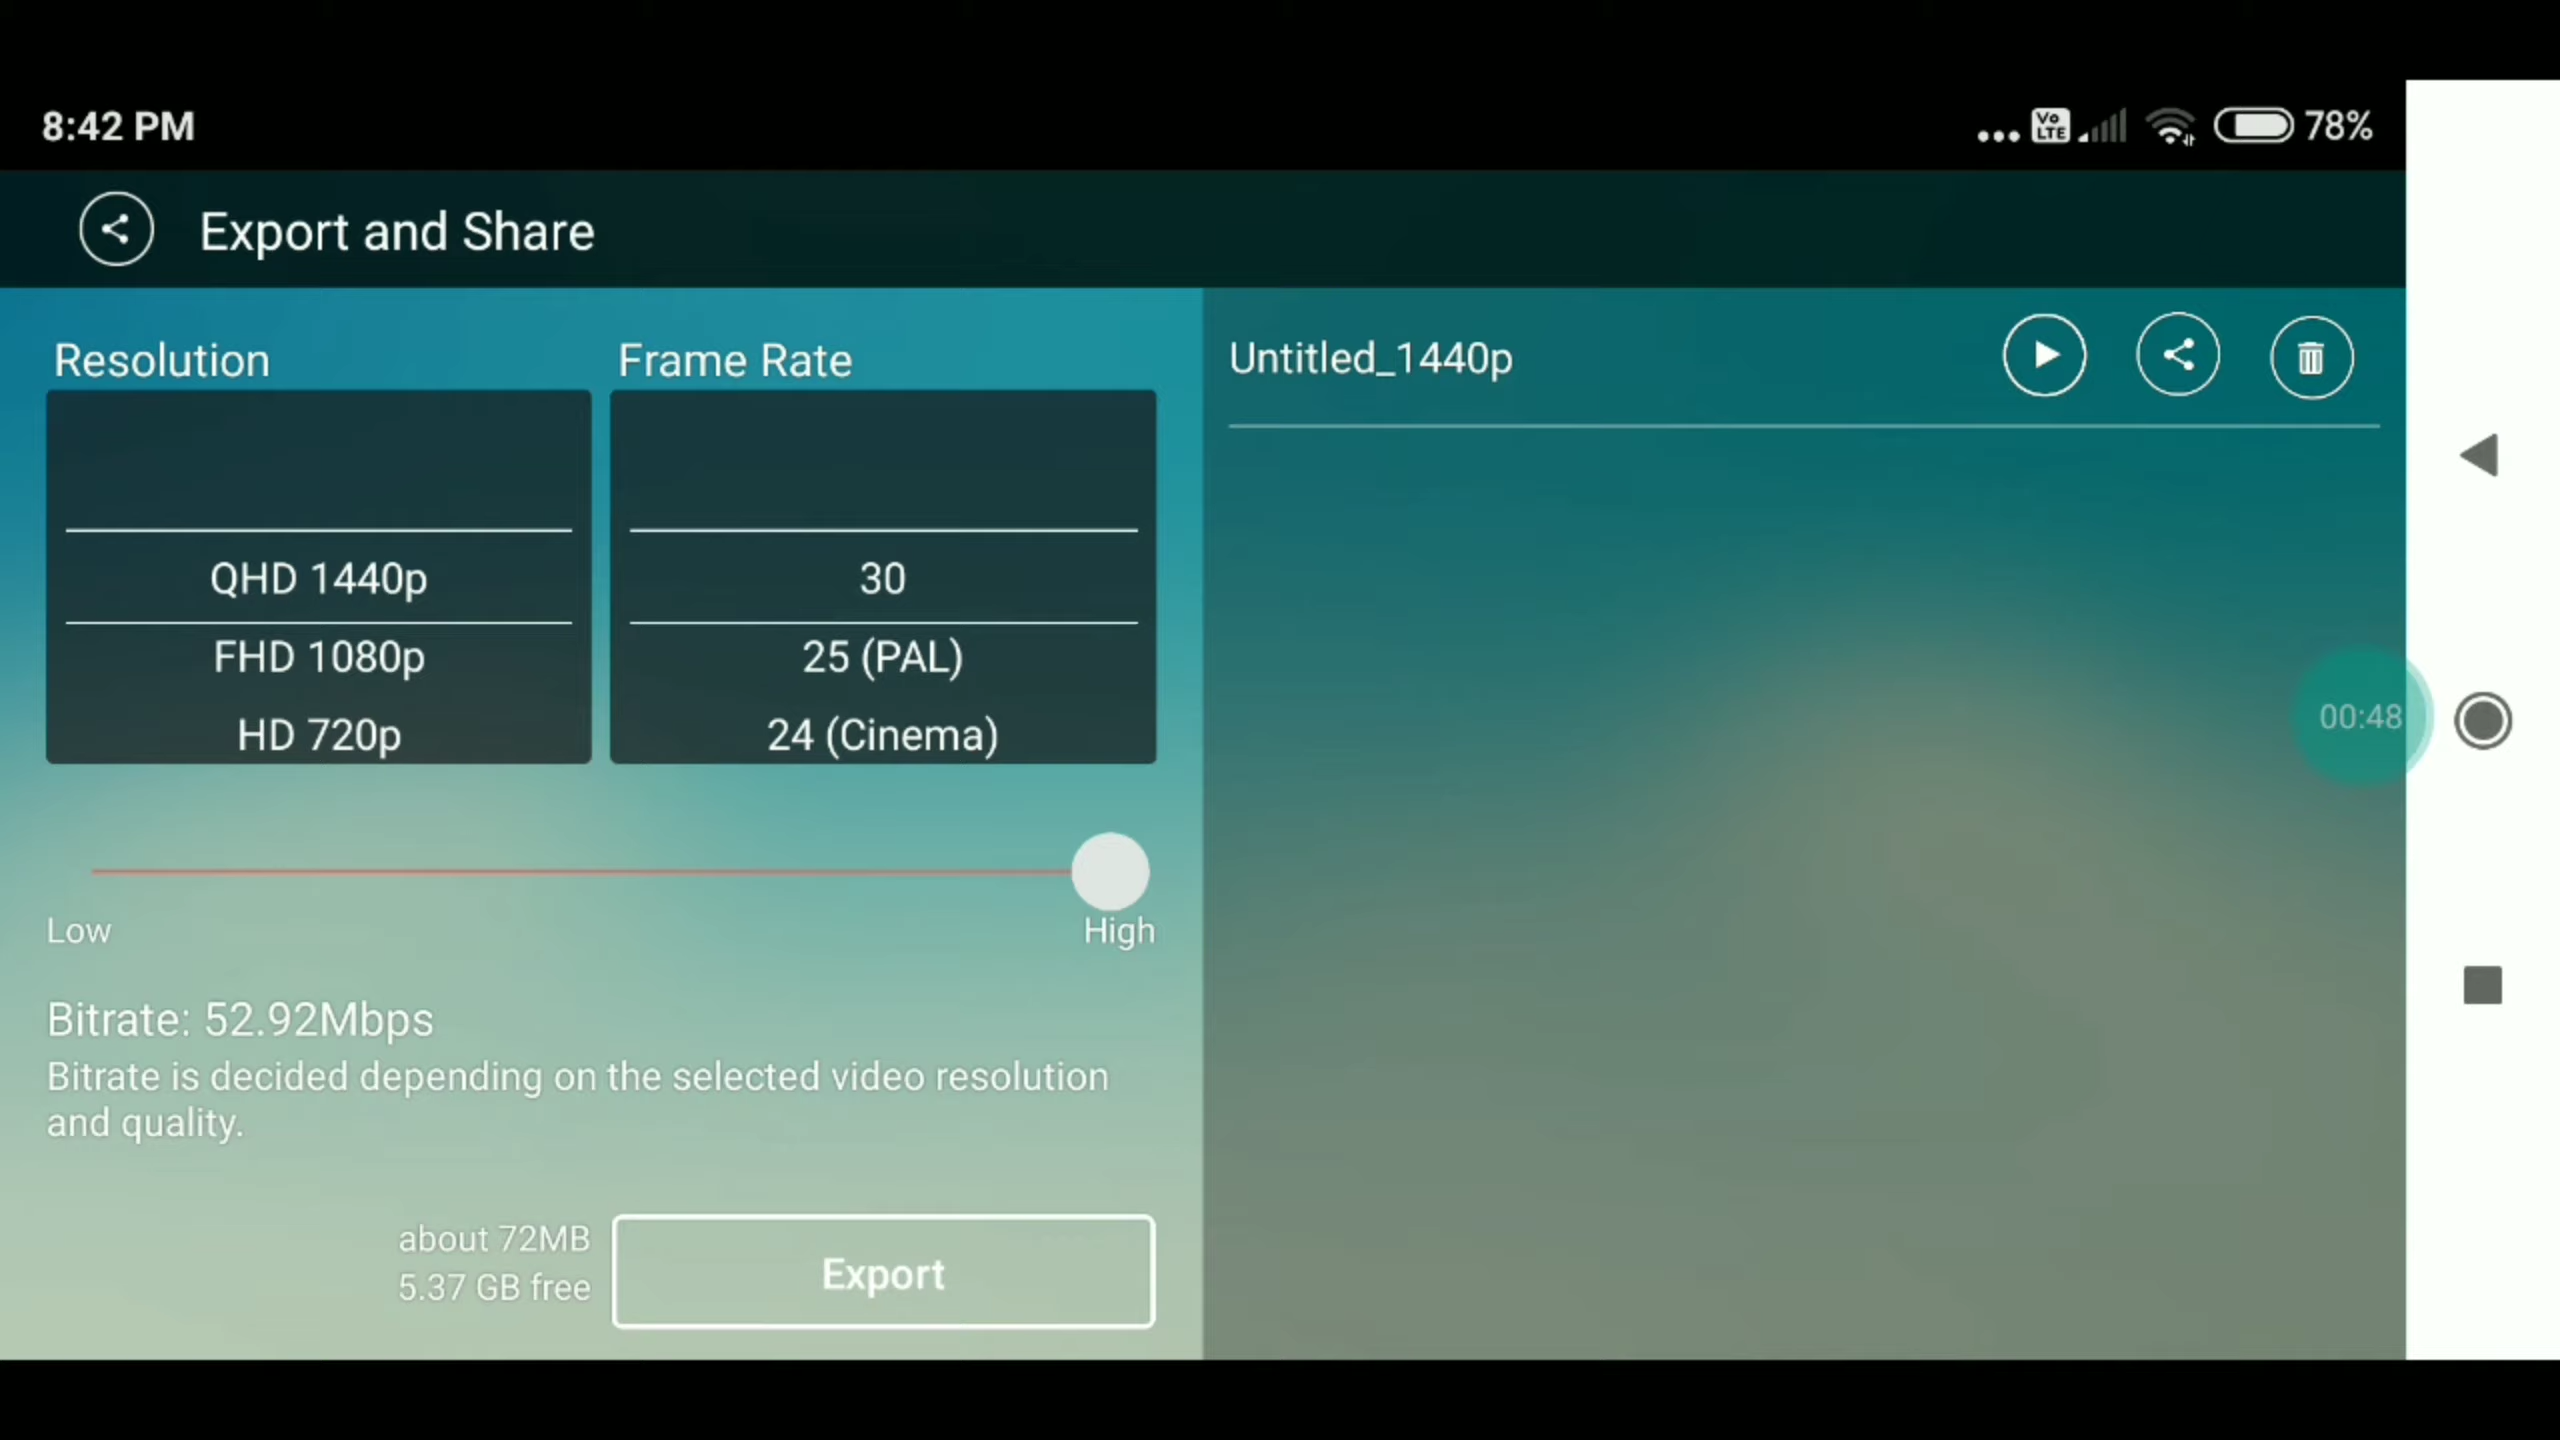 8:42 PM
Vo LTE
78%
Export and Share
Resolution
Frame Rate
QHD 1440p
FHD 1080p
HD 720p
30
25 (PAL)
24 (Cinema)
Low
High
Bitrate: 52.92Mbps
Bitrate is decided depending on the selected video resolution
and quality.
about 72MB
5.37 GB free
Export
Untitled_1440p
00:48